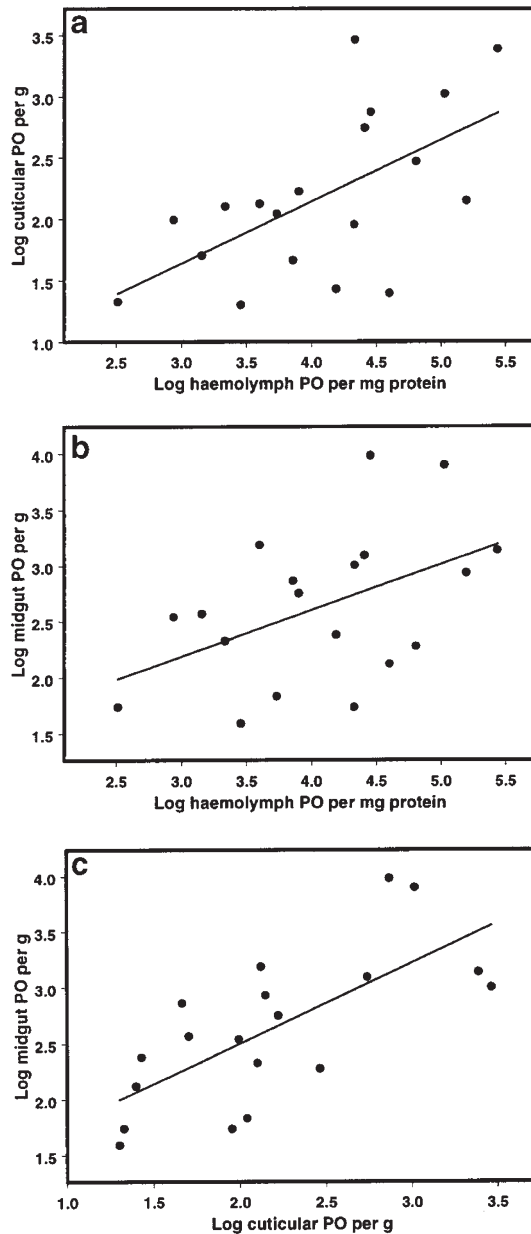 a
Log cuticular PO per g
3.5
3.0
2.5
2.0
1.5
1.0
2.5 3.0 3.5 4.0 4.5 5.0 5.5
Log haemolymph PO per mg protein
b
Log midgut PO per g
4.0
3.5
3.0
2.5
2.0
1.5
2.5 3.0 3.5 4.0 4.5 5.0 5.5
Log haemolymph PO per mg protein
c
Log midgut PO per g
4.0
3.5
3.0
2.5
2.0
1.5
1.0 1.5 2.0 2.5 3.0 3.5
Log cuticular PO per g